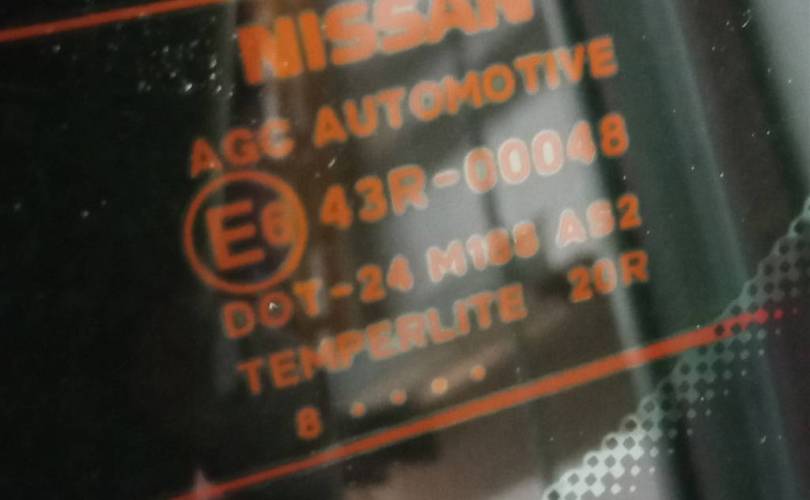 NISSAN
AGC AUTOMOTIVE
E6 43R-00048
DOT-24 M188 AS2
TEMPERLITE 20R
8 . . . .